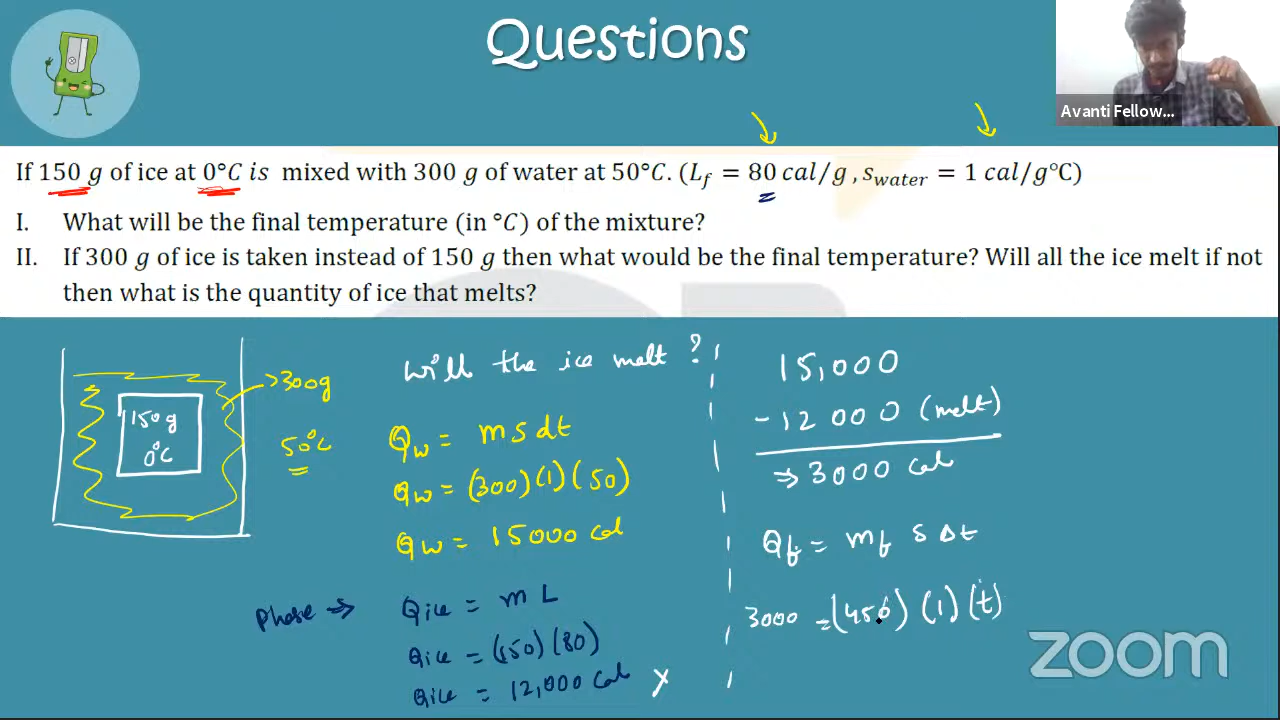 Questions
Avanti Fellow...
If 150 g of ice at 0°C is mixed with 300 g of water at 50°C. (L_f = 80 cal/g , s_water = 1 cal/g°C)
I. What will be the final temperature (in °C) of the mixture?
II. If 300 g of ice is taken instead of 150 g then what would be the final temperature? Will all the ice melt if not
then what is the quantity of ice that melts?
150 g
0°C
300g
50°C
Will the ice melt ?
Qw = m s dt
Qw = (300) (1) (50)
Qw = 15000 cal
Phase ⇒ Qice = m L
Qice = (150) (80)
Qice = 12,000 Cal
15,000
- 12 000 (melt)
⇒ 3000 Cal
Qf = mf s Δt
3000 = (450) (1) (t)
zoom